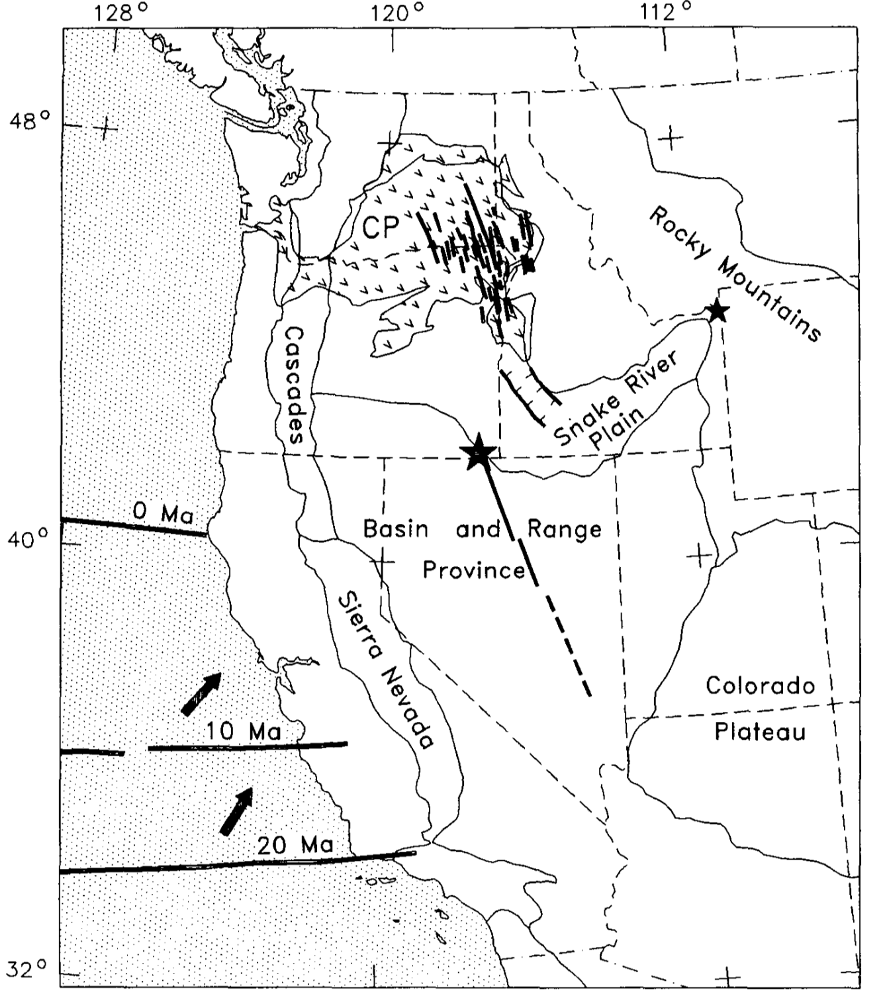 128° 120° 112°
48°
CP
Rocky Mountains
Cascades
Snake River
Plain
0 Ma
40°
Basin and Range
Province
Sierra Nevada
Colorado
Plateau
10 Ma
20 Ma
32°